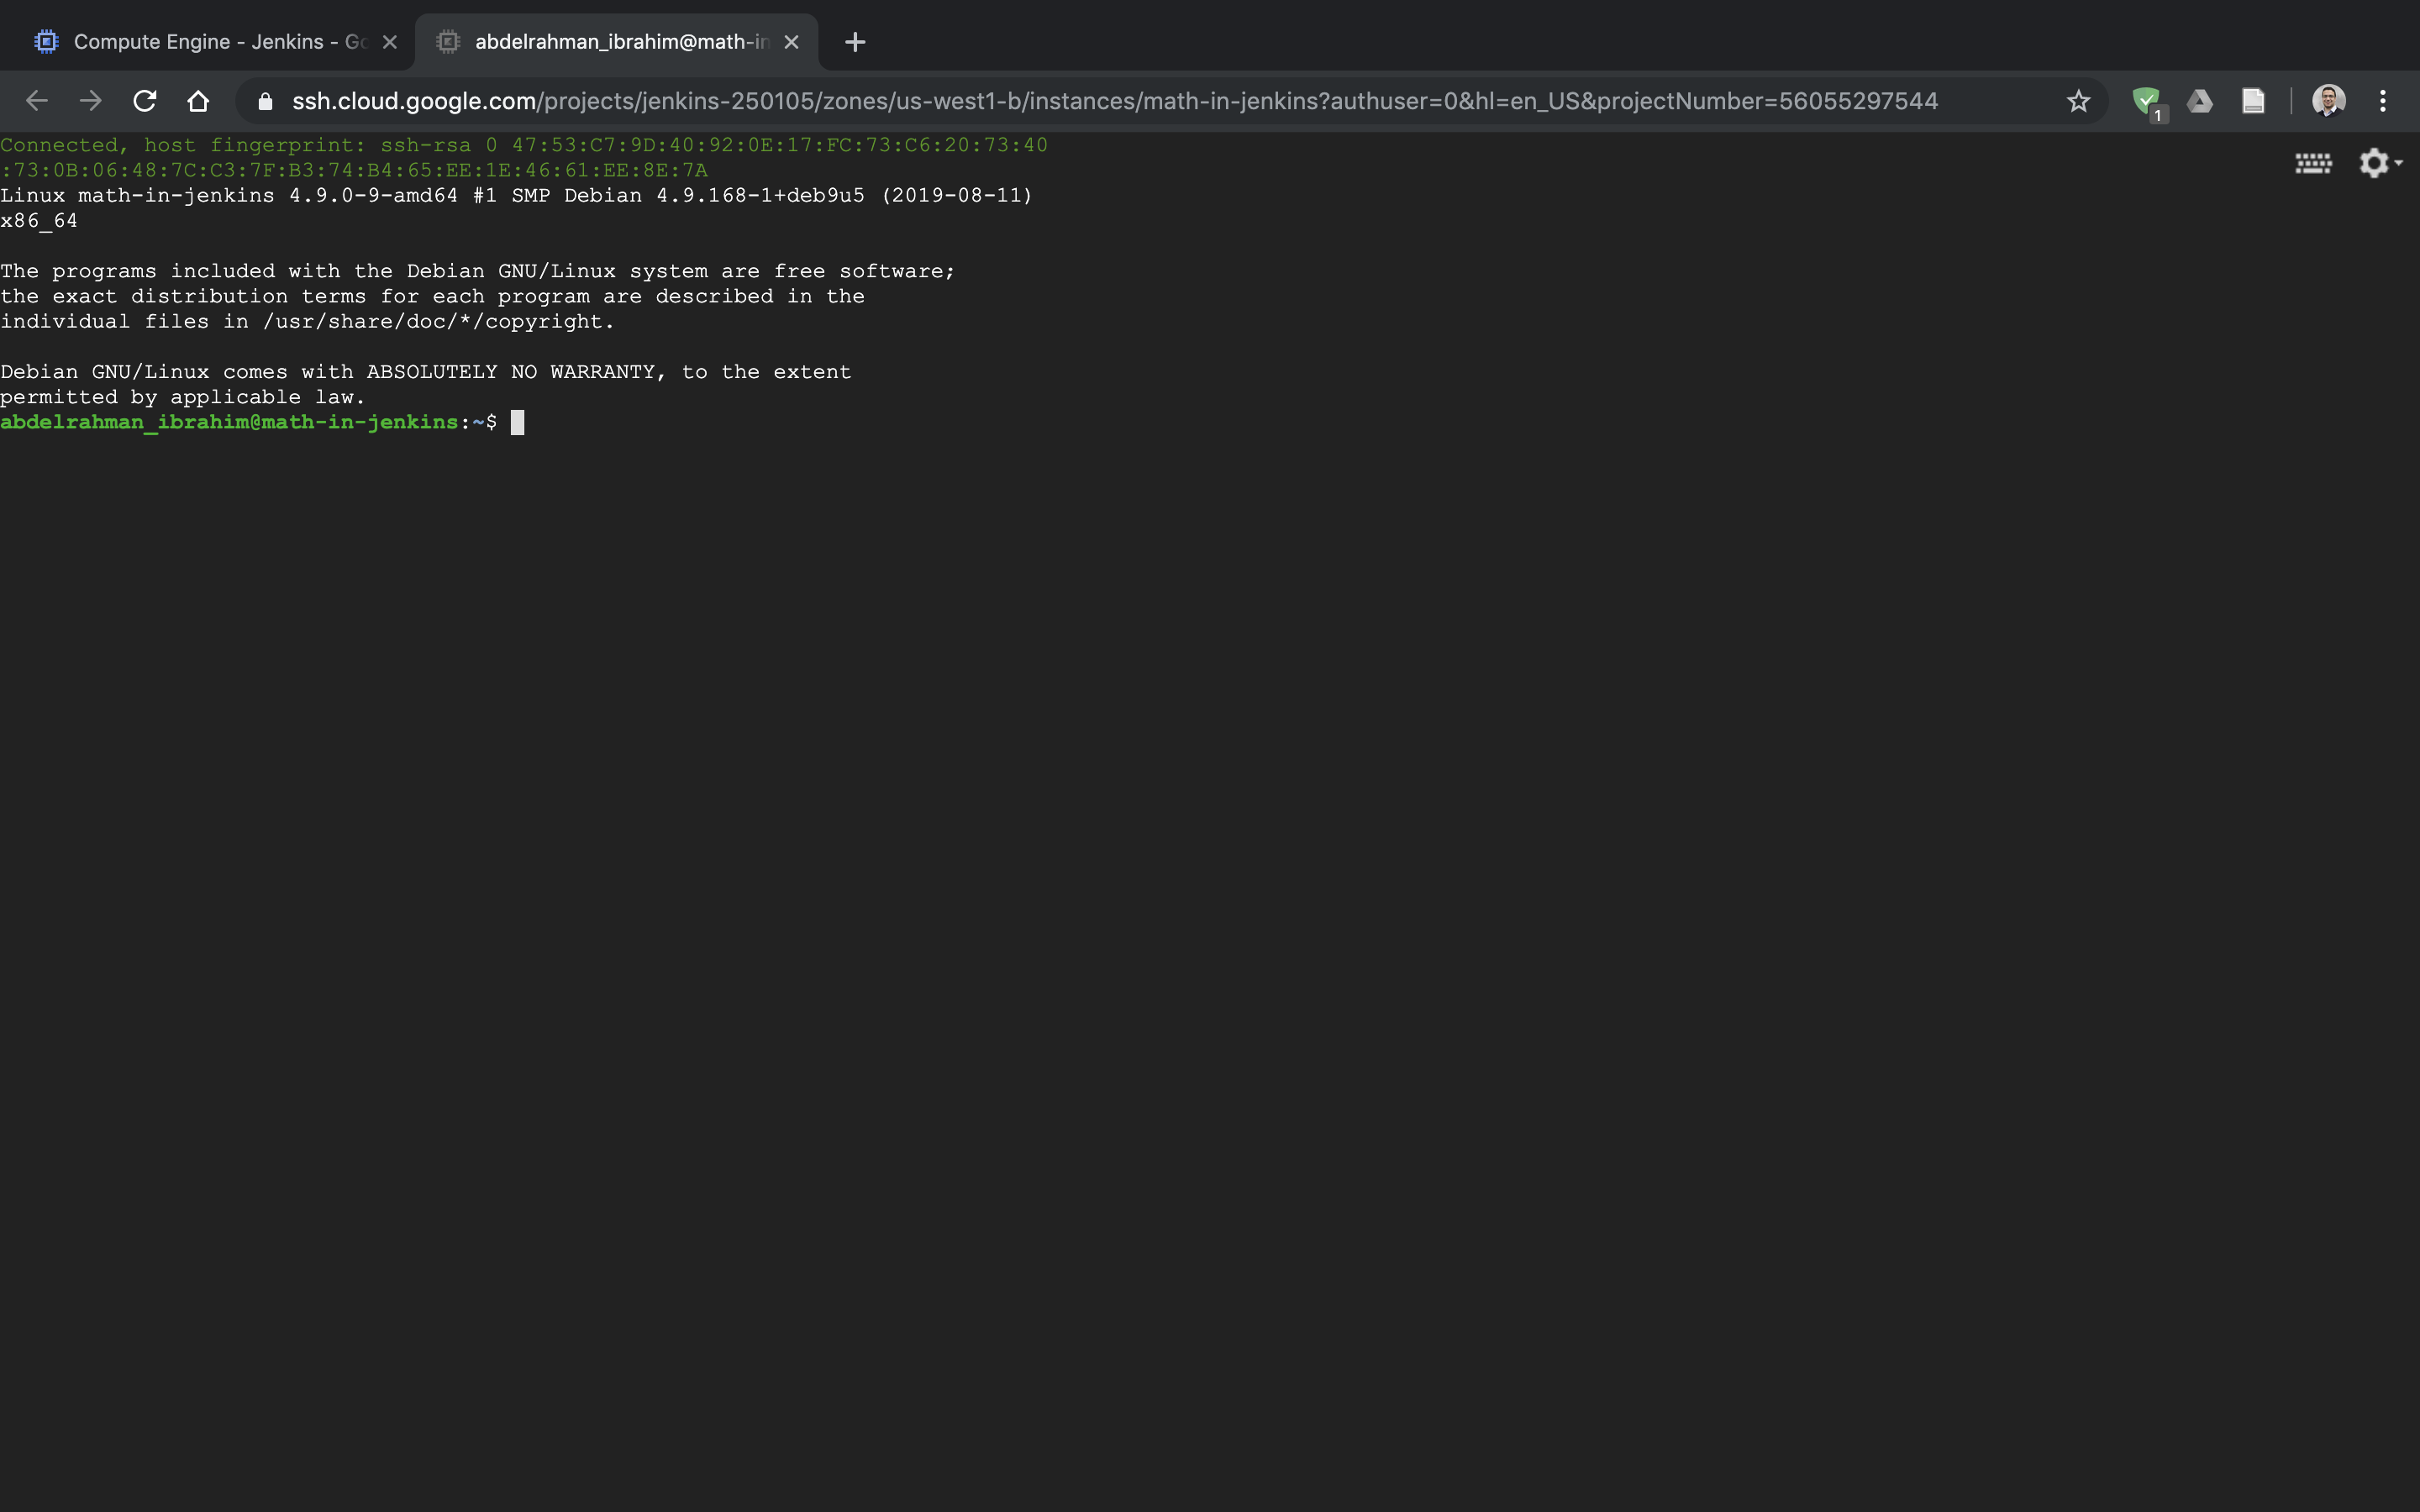 Compute Engine - Jenkins - Go
abdelrahman_ibrahim@math-in
ssh.cloud.google.com/projects/jenkins-250105/zones/us-west1-b/instances/math-in-jenkins?authuser=0&hl=en_US&projectNumber=56055297544
1
Connected, host fingerprint: ssh-rsa 0 47:53:C7:9D:40:92:0E:17:FC:73:C6:20:73:40
:73:0B:06:48:7C:C3:7F:B3:74:B4:65:EE:1E:46:61:EE:8E:7A
Linux math-in-jenkins 4.9.0-9-amd64 #1 SMP Debian 4.9.168-1+deb9u5 (2019-08-11)
x86_64
The programs included with the Debian GNU/Linux system are free software;
the exact distribution terms for each program are described in the
individual files in /usr/share/doc/*/copyright.
Debian GNU/Linux comes with ABSOLUTELY NO WARRANTY, to the extent
permitted by applicable law.
abdelrahman_ibrahim@math-in-jenkins:~$